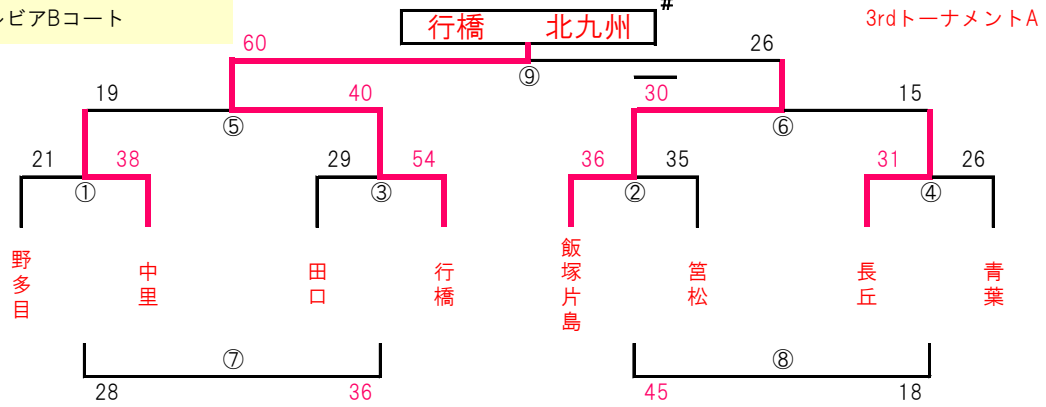 ルビアBコート
行橋 北九州
#
3rdトーナメントA
60
26
⑨
19
40
30
15
⑤
⑥
21
38
29
54
36
35
31
26
①
③
②
④
野多目
中里
田口
行橋
飯塚片島
筥松
長丘
青葉
⑦
⑧
28
36
45
18